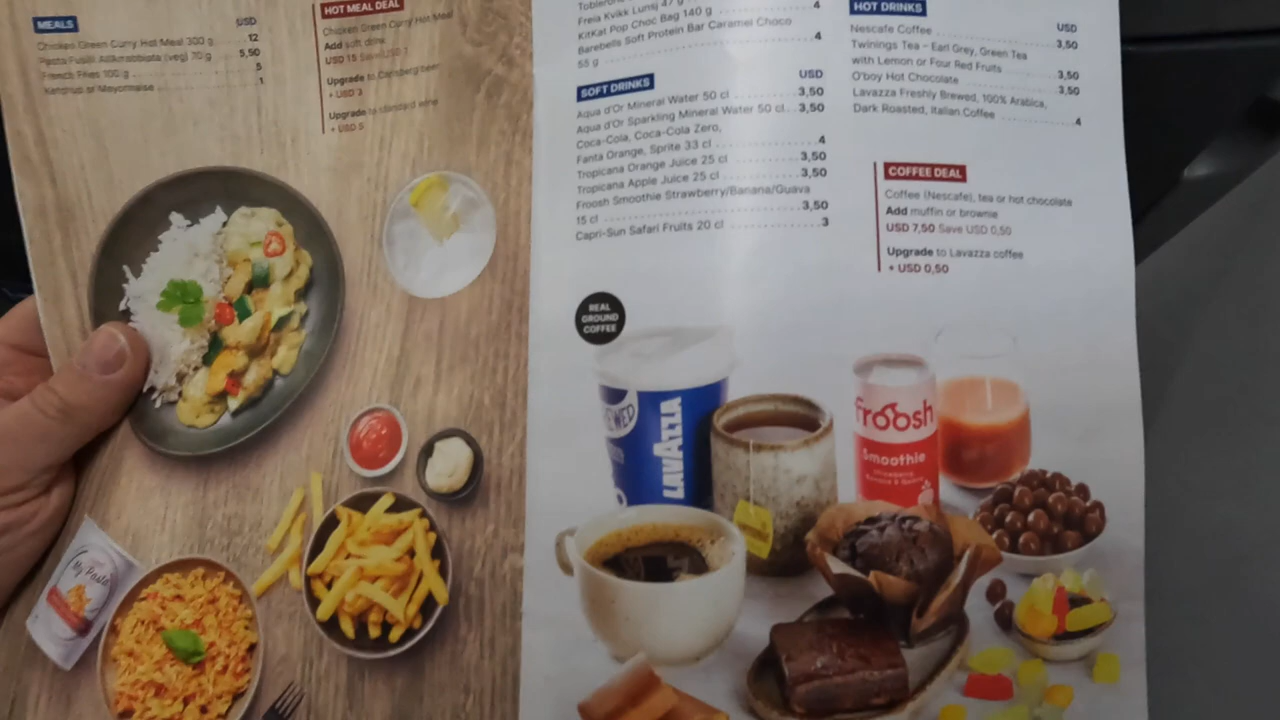 MEALS
USD
Chicken Green Curry Hot Meal 300 g 12
Pasta Fusilli All'Arrabbiata (veg) 70 g 5,50
French Fries 100 g 5
Ketchup or Mayonnaise 1
HOT MEAL DEAL
Chicken Green Curry Hot Meal
Add soft drink
USD 15 Save USD 1
Upgrade to Carlsberg beer
+ USD 3
Upgrade to standard wine
+ USD 5
My Pasta
Freia Kvikk Lunsj 47 g
KitKat Pop Choc Bag 140 g 4
Barebells Soft Protein Bar Caramel Choco
55 g 4
SOFT DRINKS
USD
Aqua d'Or Mineral Water 50 cl 3,50
Aqua d'Or Sparkling Mineral Water 50 cl 3,50
Coca-Cola, Coca-Cola Zero,
Fanta Orange, Sprite 33 cl 4
Tropicana Orange Juice 25 cl 3,50
Tropicana Apple Juice 25 cl 3,50
Froosh Smoothie Strawberry/Banana/Guava
15 cl 3,50
Capri-Sun Safari Fruits 20 cl 3
HOT DRINKS
USD
Nescafe Coffee 3,50
Twinings Tea – Earl Grey, Green Tea
with Lemon or Four Red Fruits 3,50
O'boy Hot Chocolate 3,50
Lavazza Freshly Brewed, 100% Arabica,
Dark Roasted, Italian Coffee 4
COFFEE DEAL
Coffee (Nescafe), tea or hot chocolate
Add muffin or brownie
USD 7,50 Save USD 0,50
Upgrade to Lavazza coffee
+ USD 0,50
REAL
GROUND
COFFEE
LAVAZZA
froosh
Smoothie